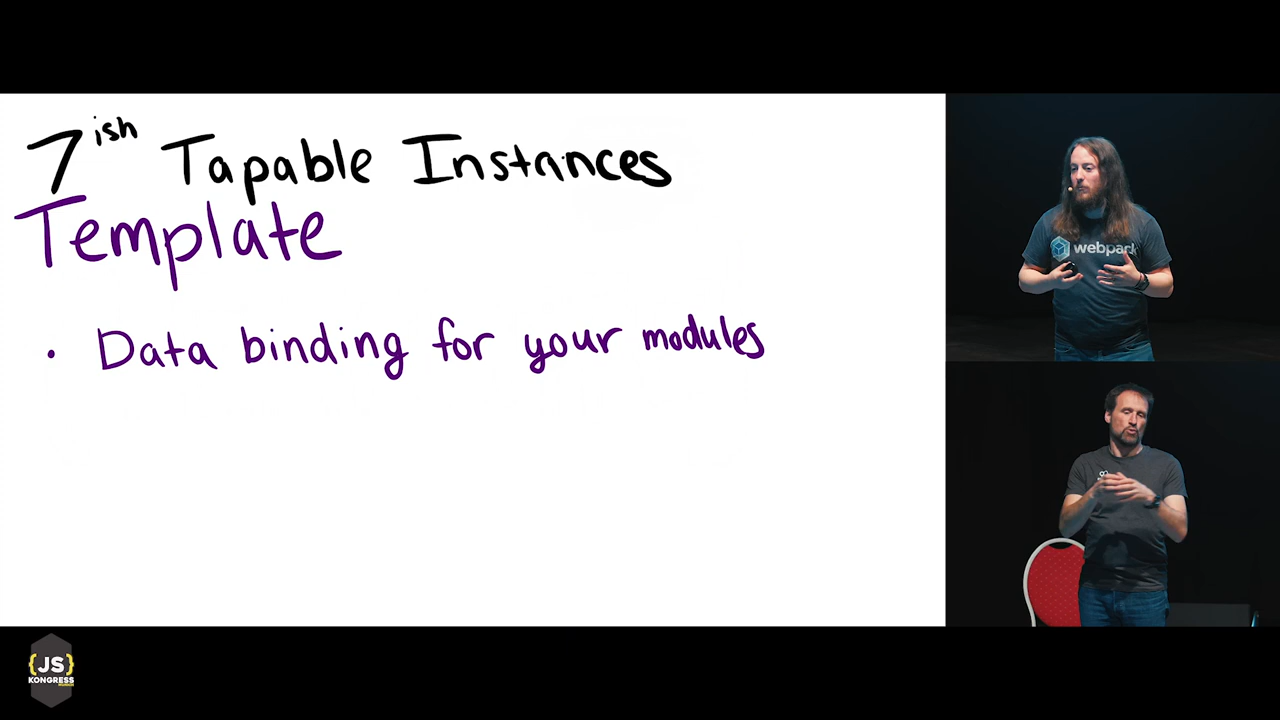 7ish Tapable Instances
Template
• Data binding for your modules
webpack
{JS}
KONGRESS